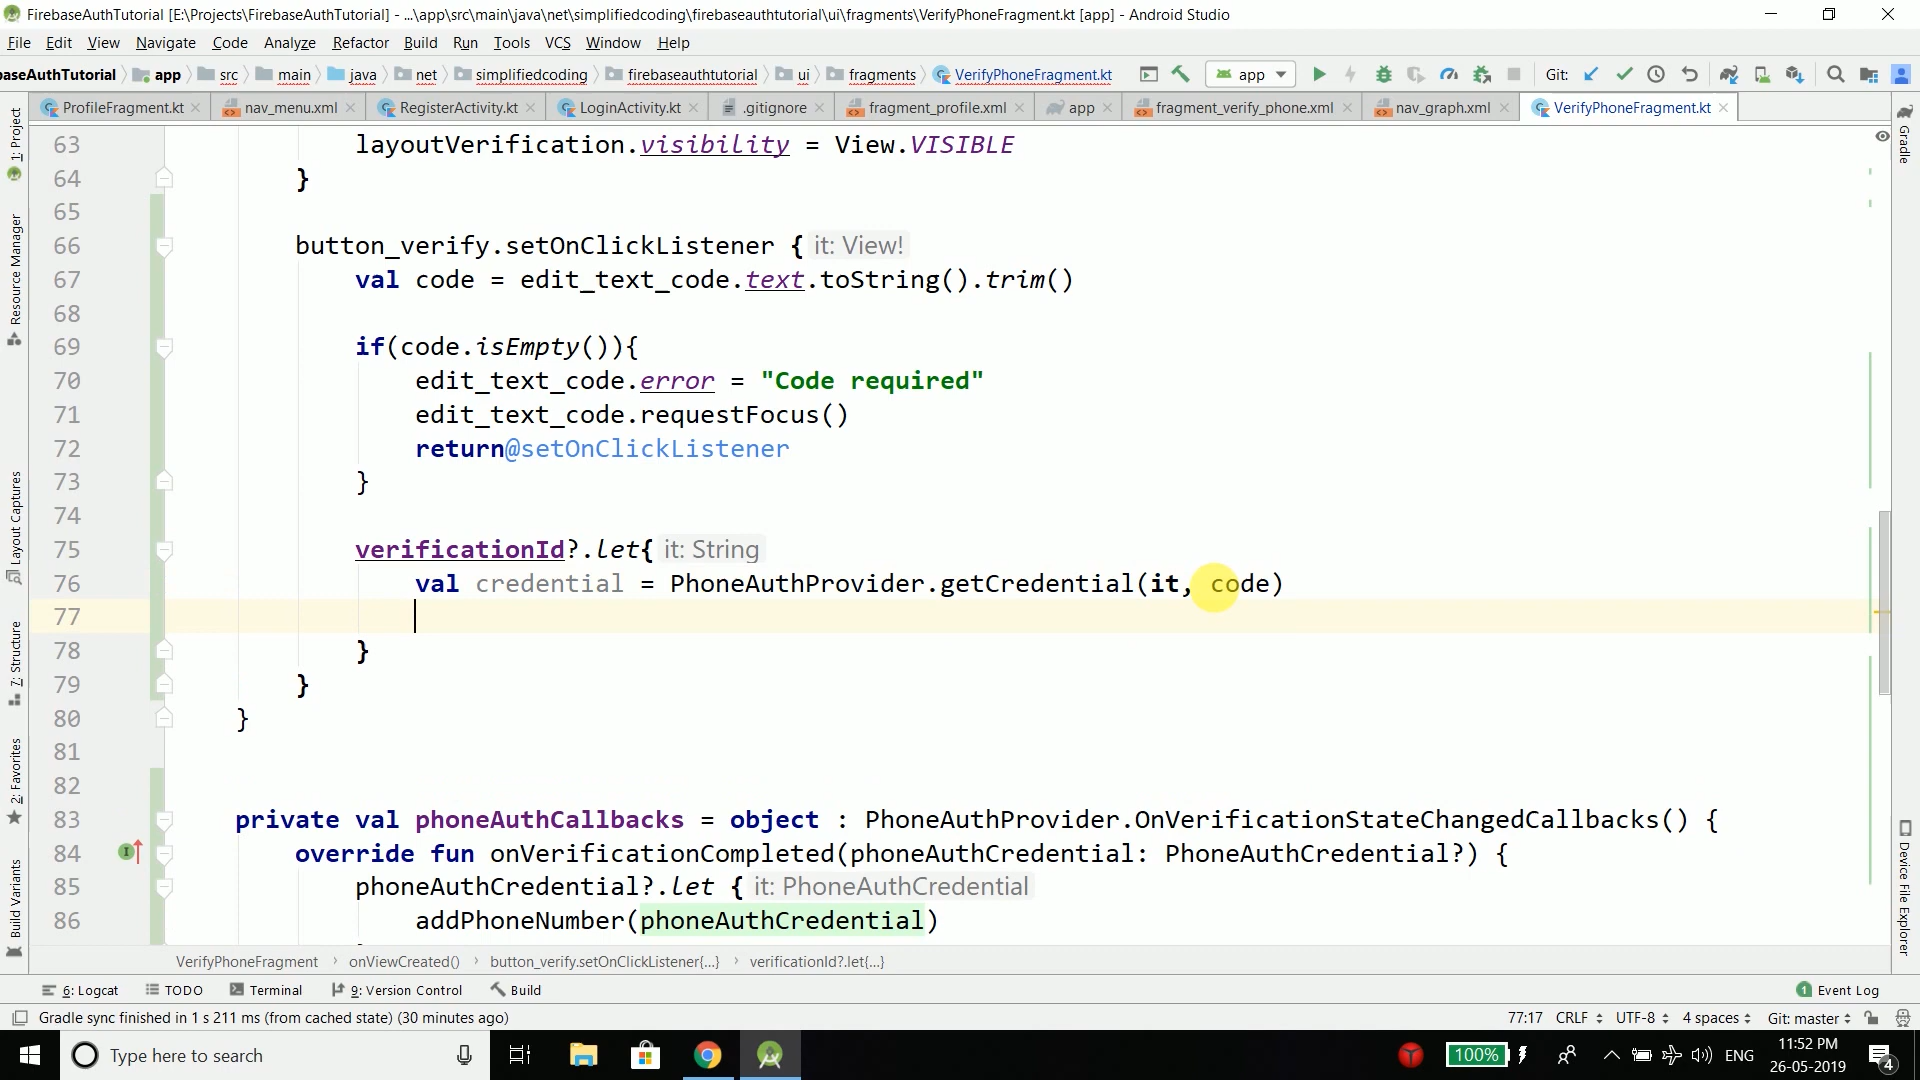 FirebaseAuthTutorial [E:\Projects\FirebaseAuthTutorial] - ...\app\src\main\java\net\simplifiedcoding\firebaseauthtutorial\ui\fragments\VerifyPhoneFragment.kt [app] - Android Studio
File Edit View Navigate Code Analyze Refactor Build Run Tools VCS Window Help
baseAuthTutorial app src main java net simplifiedcoding firebaseauthtutorial ui fragments VerifyPhoneFragment.kt app Git:
ProfileFragment.kt nav_menu.xml RegisterActivity.kt LoginActivity.kt .gitignore fragment_profile.xml app fragment_verify_phone.xml nav_graph.xml VerifyPhoneFragment.kt
1: Project
Resource Manager
Layout Captures
7: Structure
2: Favorites
Build Variants
63 layoutVerification.visibility = View.VISIBLE
64 }
65
66 button_verify.setOnClickListener { it: View!
67 val code = edit_text_code.text.toString().trim()
68
69 if(code.isEmpty()){
70 edit_text_code.error = "Code required"
71 edit_text_code.requestFocus()
72 return@setOnClickListener
73 }
74
75 verificationId?.let{ it: String
76 val credential = PhoneAuthProvider.getCredential(it, code)
77
78 }
79 }
80 }
81
82
83 private val phoneAuthCallbacks = object : PhoneAuthProvider.OnVerificationStateChangedCallbacks() {
84 override fun onVerificationCompleted(phoneAuthCredential: PhoneAuthCredential?) {
85 phoneAuthCredential?.let { it: PhoneAuthCredential
86 addPhoneNumber(phoneAuthCredential)
Gradle
Device File Explorer
VerifyPhoneFragment › onViewCreated() › button_verify.setOnClickListener{...} › verificationId?.let{...}
6: Logcat TODO Terminal 9: Version Control Build 1 Event Log
Gradle sync finished in 1 s 211 ms (from cached state) (30 minutes ago) 77:17 CRLF UTF-8 4 spaces Git: master
Type here to search 100% ENG 11:52 PM
26-05-2019 4